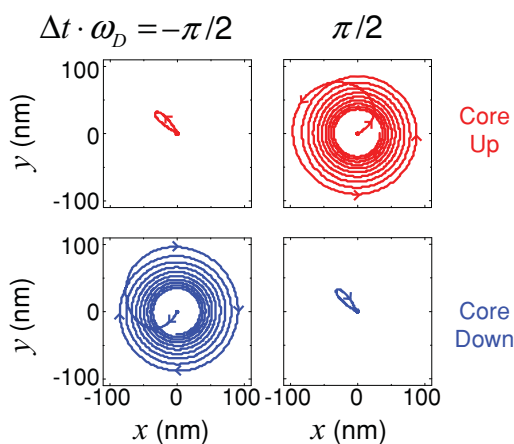 Δt · ω_D = −π/2
π/2
100
0
-100
y (nm)
Core
Up
100
0
-100
y (nm)
Core
Down
-100 0 100
-100 0 100
x (nm)
x (nm)